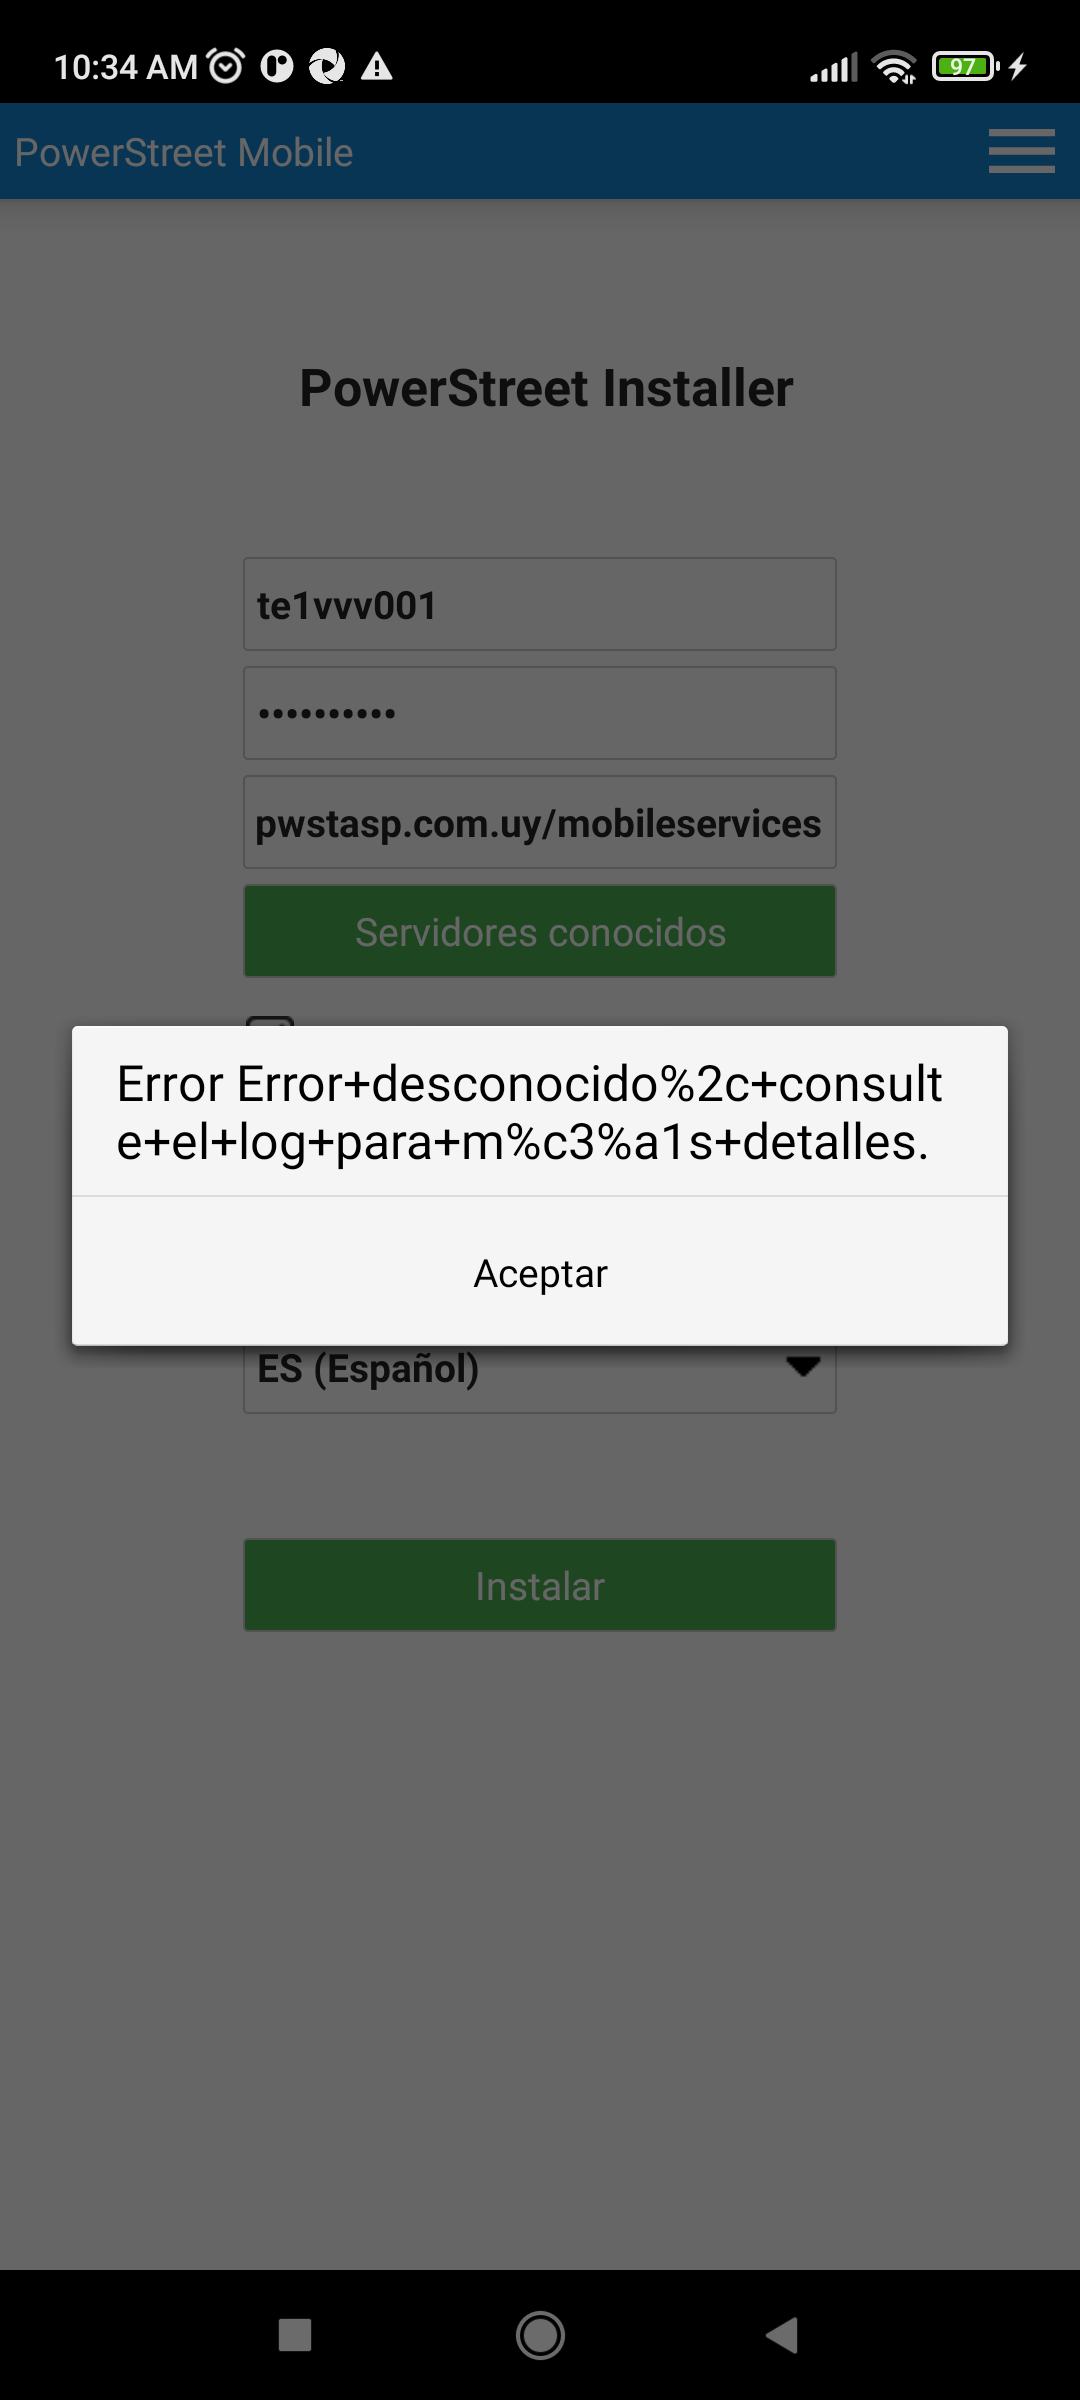 10:34 AM
97
PowerStreet Mobile
PowerStreet Installer
te1vvv001
••••••••••
pwstasp.com.uy/mobileservices
Servidores conocidos
Error Error+desconocido%2c+consult
e+el+log+para+m%c3%a1s+detalles.
Aceptar
ES (Español)
Instalar